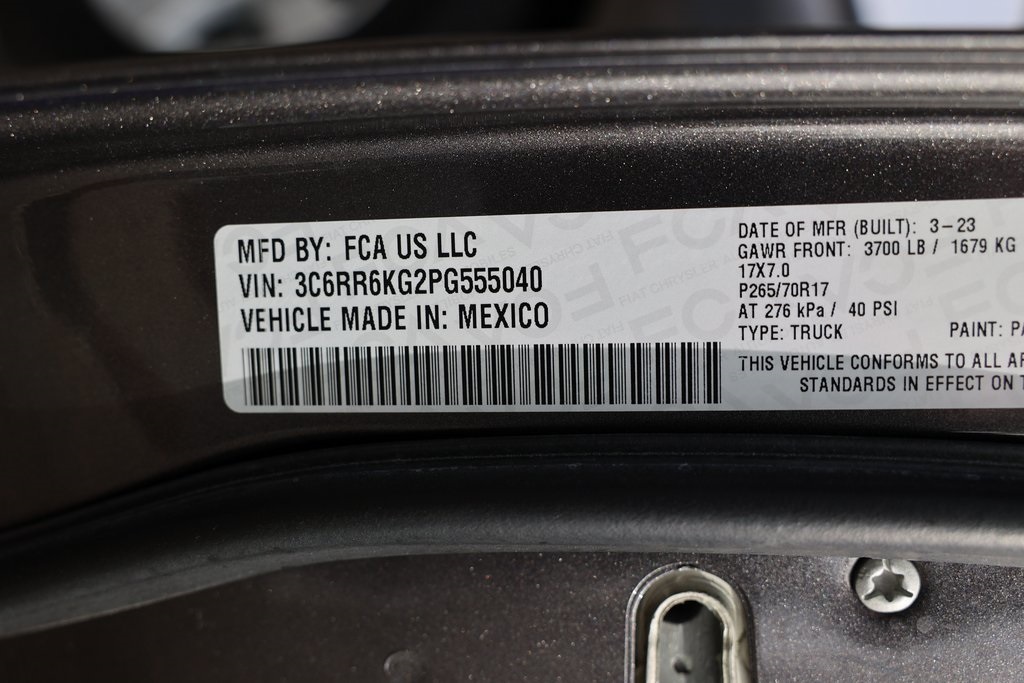 MFD BY: FCA US LLC
VIN: 3C6RR6KG2PG555040
VEHICLE MADE IN: MEXICO
DATE OF MFR (BUILT): 3-23
GAWR FRONT: 3700 LB / 1679 KG
17X7.0
P265/70R17
AT 276 kPa / 40 PSI
TYPE: TRUCK PAINT: PA
THIS VEHICLE CONFORMS TO ALL AP
STANDARDS IN EFFECT ON T